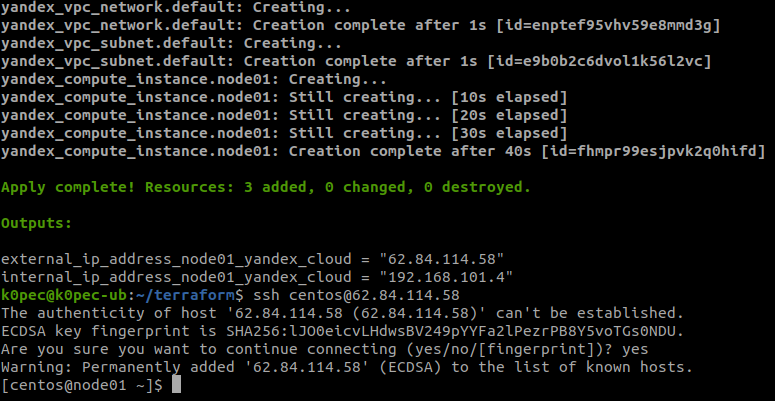 yandex_vpc_network.default: Creating...
yandex_vpc_network.default: Creation complete after 1s [id=enptef95vhv59e8mmd3g]
yandex_vpc_subnet.default: Creating...
yandex_vpc_subnet.default: Creation complete after 1s [id=e9b0b2c6dvol1k56l2vc]
yandex_compute_instance.node01: Creating...
yandex_compute_instance.node01: Still creating... [10s elapsed]
yandex_compute_instance.node01: Still creating... [20s elapsed]
yandex_compute_instance.node01: Still creating... [30s elapsed]
yandex_compute_instance.node01: Creation complete after 40s [id=fhmpr99esjpvk2q0hifd]
Apply complete! Resources: 3 added, 0 changed, 0 destroyed.
Outputs:
external_ip_address_node01_yandex_cloud = "62.84.114.58"
internal_ip_address_node01_yandex_cloud = "192.168.101.4"
k0pec@k0pec-ub:~/terraform$ ssh centos@62.84.114.58
The authenticity of host '62.84.114.58 (62.84.114.58)' can't be established.
ECDSA key fingerprint is SHA256:lJO0eicvLHdwsBV249pYYFa2lPezrPB8Y5voTGs0NDU.
Are you sure you want to continue connecting (yes/no/[fingerprint])? yes
Warning: Permanently added '62.84.114.58' (ECDSA) to the list of known hosts.
[centos@node01 ~]$